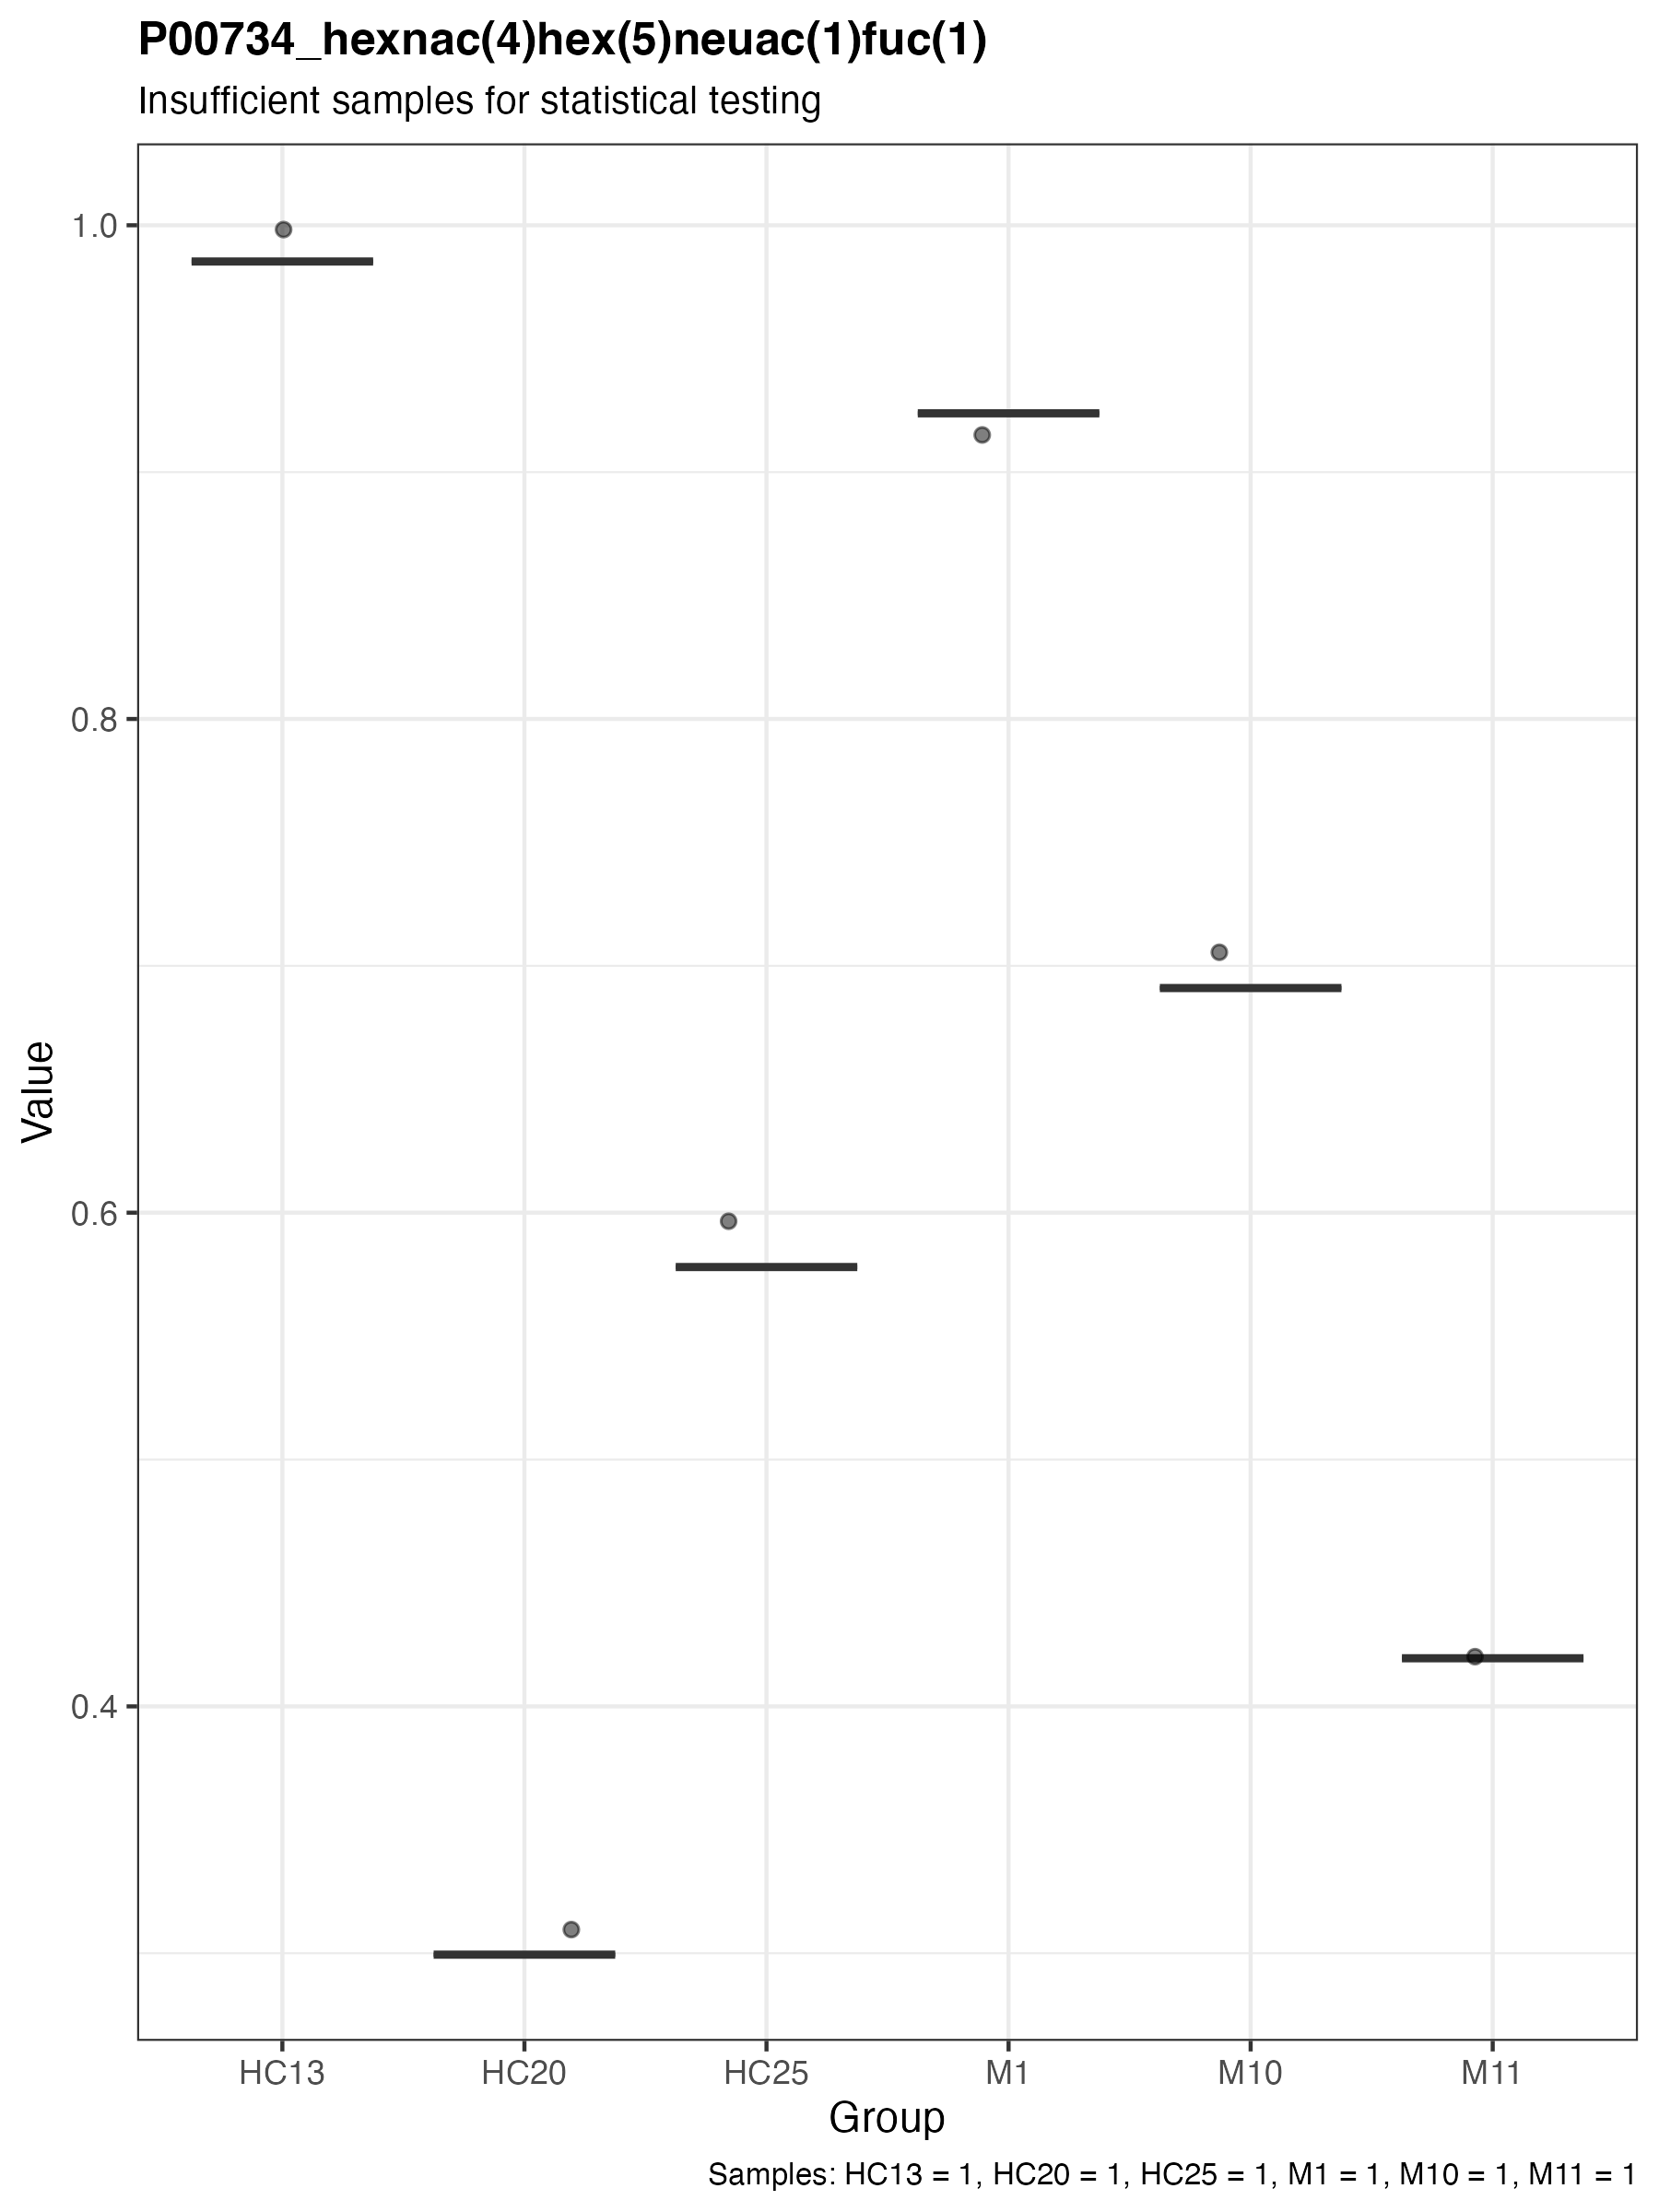 P00734_hexnac(4)hex(5)neuac(1)fuc(1)
Insufficient samples for statistical testing
1.0
0.8
0.6
0.4
Value
HC13 HC20 HC25 M1 M10 M11
Group
Samples: HC13 = 1, HC20 = 1, HC25 = 1, M1 = 1, M10 = 1, M11 = 1